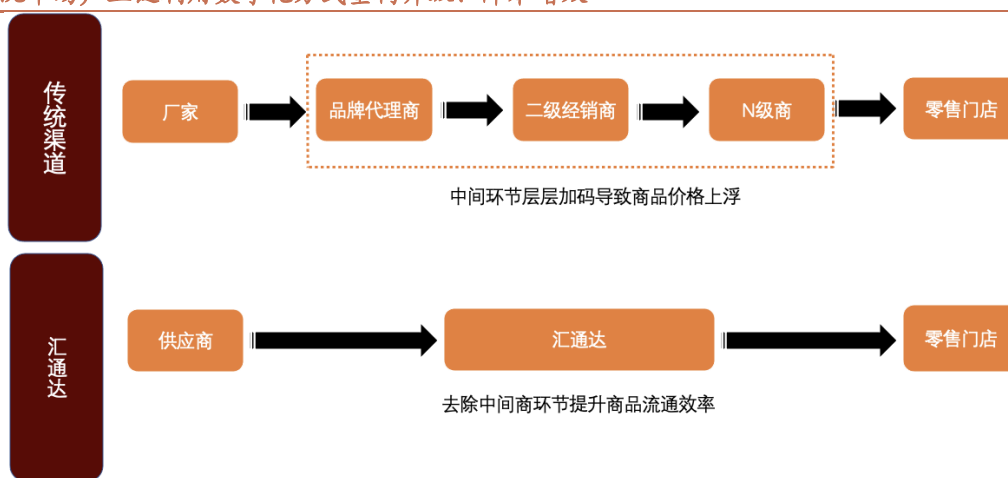 传统渠道
厂家
品牌代理商
二级经销商
N级商
零售门店
中间环节层层加码导致商品价格上浮
汇通达
供应商
汇通达
零售门店
去除中间商环节提升商品流通效率